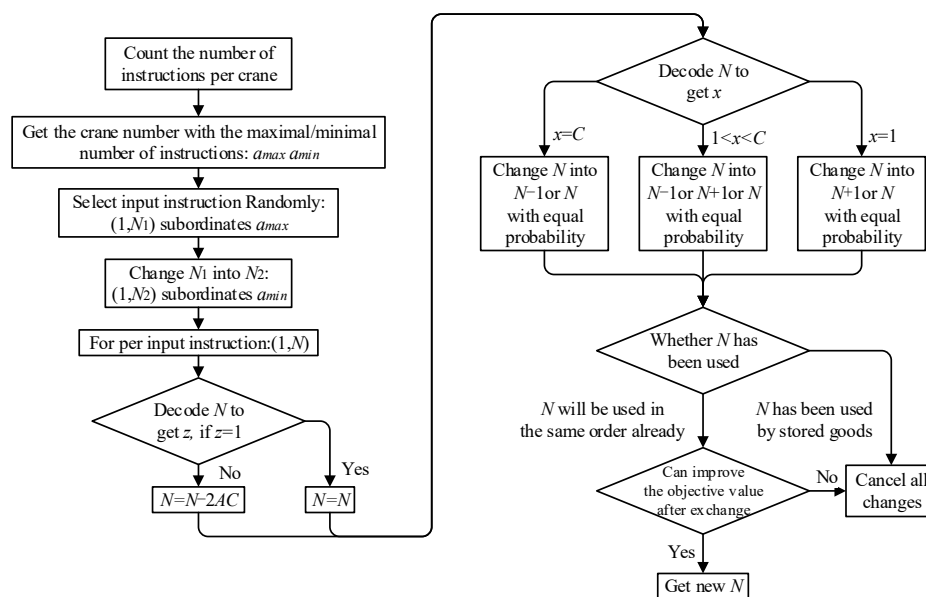 Count the number of
instructions per crane
Get the crane number with the maximal/minimal
number of instructions: amax amin
Select input instruction Randomly:
(1,N1) subordinates amax
Change N1 into N2:
(1,N2) subordinates amin
For per input instruction:(1,N)
Decode N to
get z, if z=1
No
Yes
N=N−2AC
N=N
Decode N to
get x
x=C
1<x<C
x=1
Change N into
N−1or N
with equal
probability
Change N into
N−1or N+1or N
with equal
probability
Change N into
N+1or N
with equal
probability
Whether N has
been used
N will be used in
the same order already
N has been used
by stored goods
Can improve
the objective value
after exchange
No
Cancel all
changes
Yes
Get new N